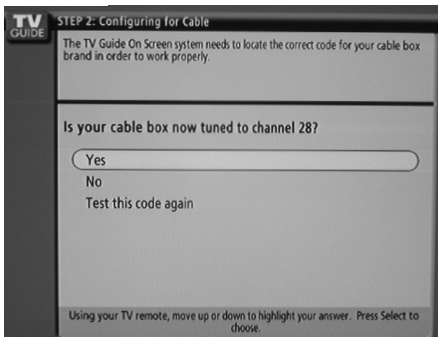 TV
GUIDE
STEP 2: Configuring for Cable
The TV Guide On Screen system needs to locate the correct code for your cable box
brand in order to work properly.
Is your cable box now tuned to channel 28?
Yes
No
Test this code again
Using your TV remote, move up or down to highlight your answer. Press Select to
choose.